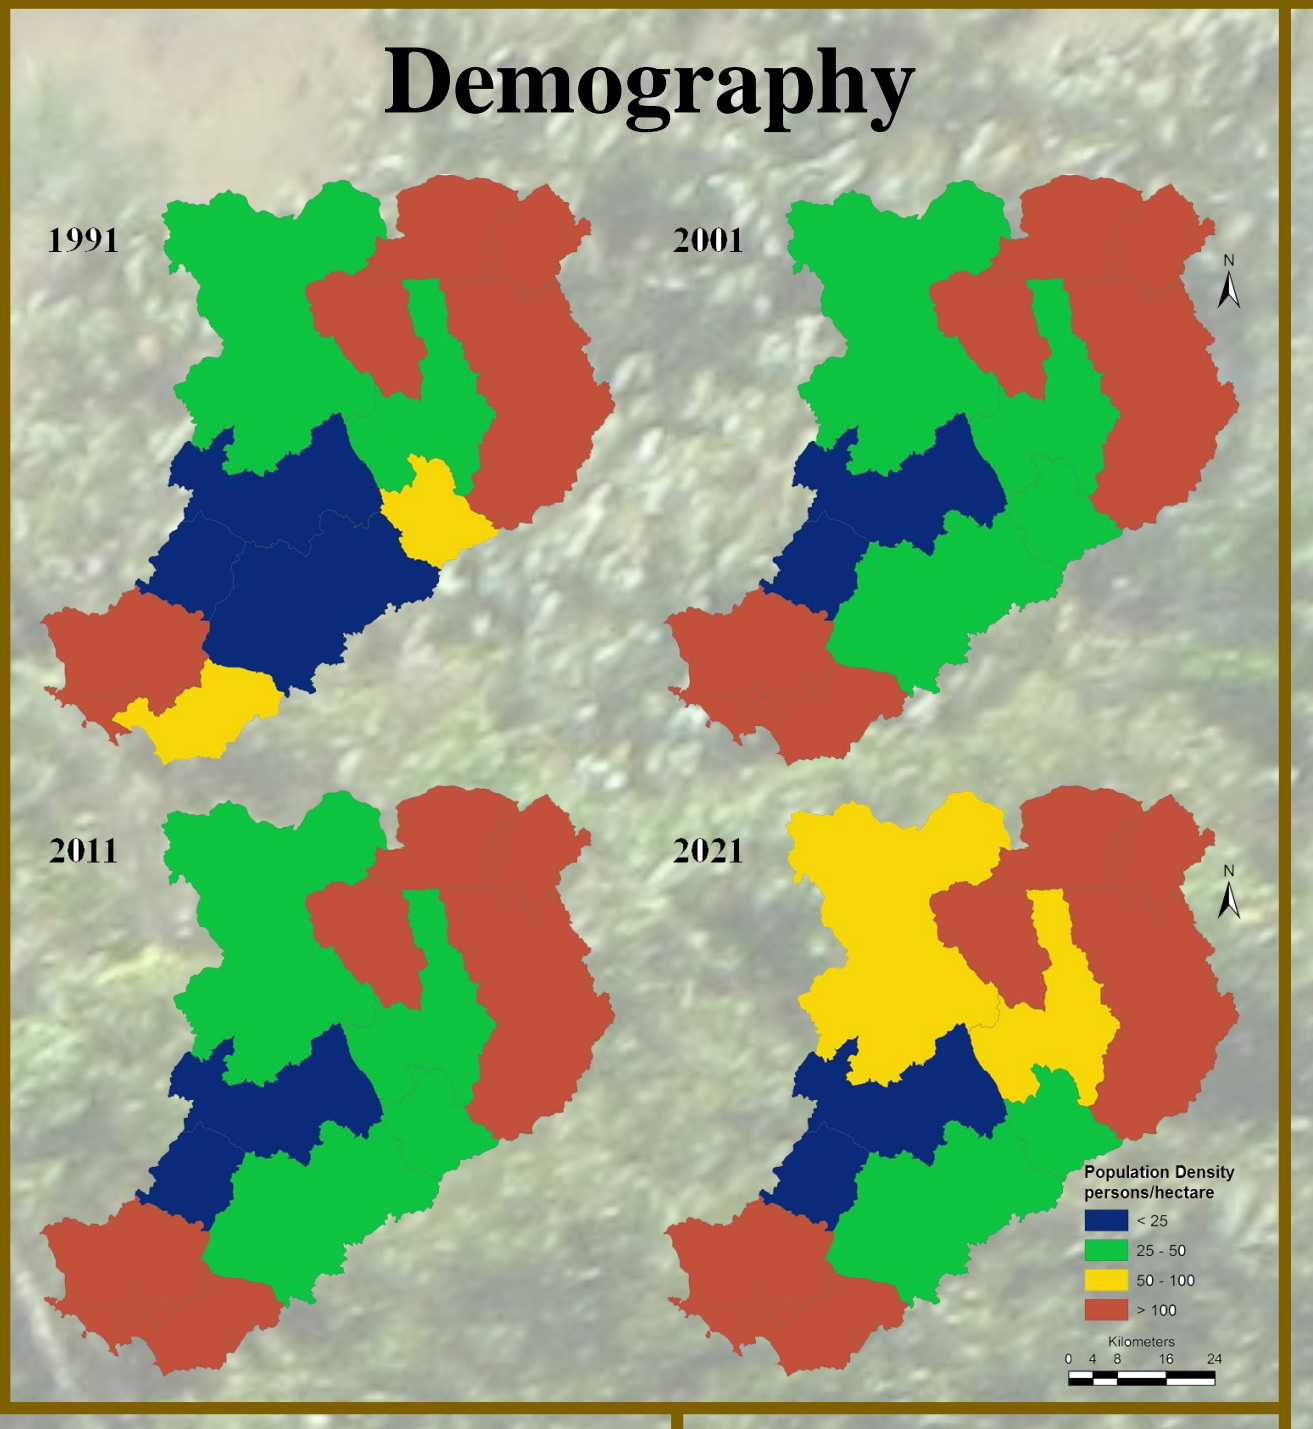 Demography
1991
2001
N
2011
2021
N
Population Density
persons/hectare
< 25
25 - 50
50 - 100
> 100
Kilometers
0 4 8 16 24